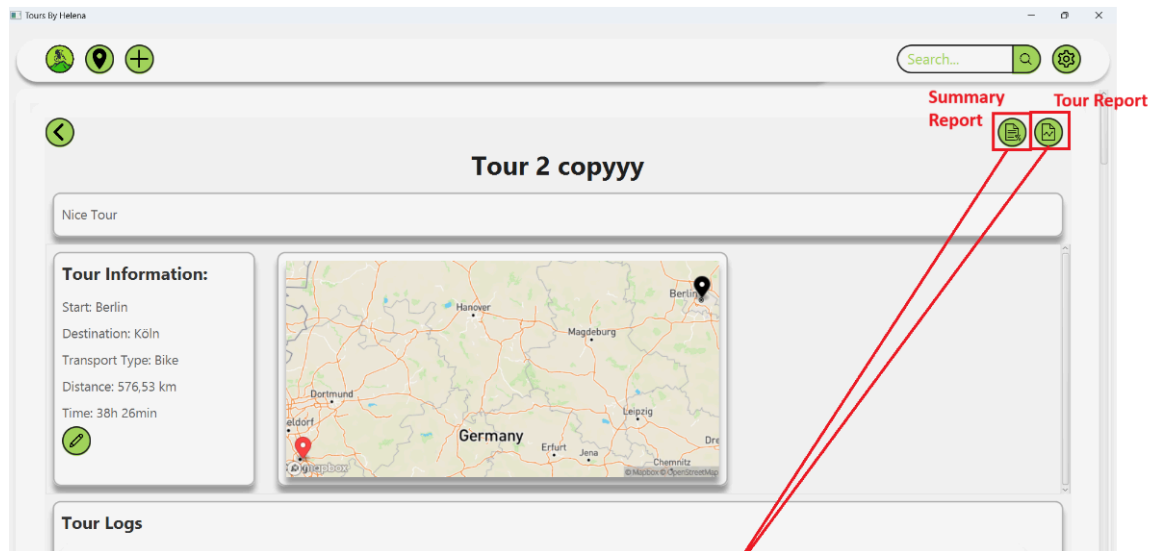 Tours By Helena
Search...
Summary Report
Tour Report
Tour 2 copyyy
Nice Tour
Tour Information:
Start: Berlin
Destination: Köln
Transport Type: Bike
Distance: 576,53 km
Time: 38h 26min
Berlin
Hanover
Magdeburg
Dortmund
eldorf
Leipzig
Germany
Erfurt
Jena
Dre
Chemnitz
mapbox
© Mapbox © OpenStreetMap
Tour Logs